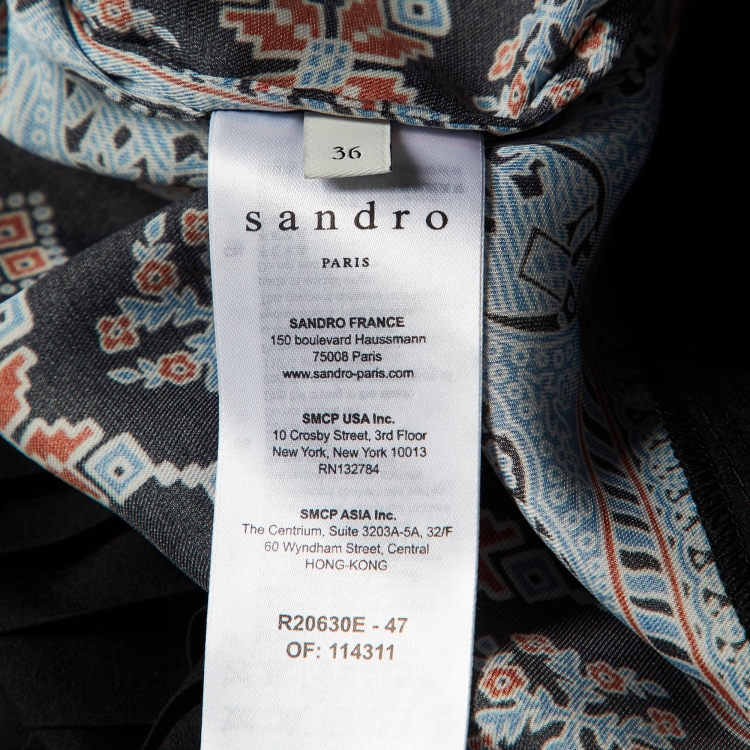 36
sandro
PARIS
SANDRO FRANCE
150 boulevard Haussmann
75008 Paris
www.sandro-paris.com
SMCP USA Inc.
10 Crosby Street, 3rd Floor
New York, New York 10013
RN132784
SMCP ASIA Inc.
The Centrium, Suite 3203A-5A, 32/F
60 Wyndham Street, Central
HONG-KONG
R20630E - 47
OF: 114311